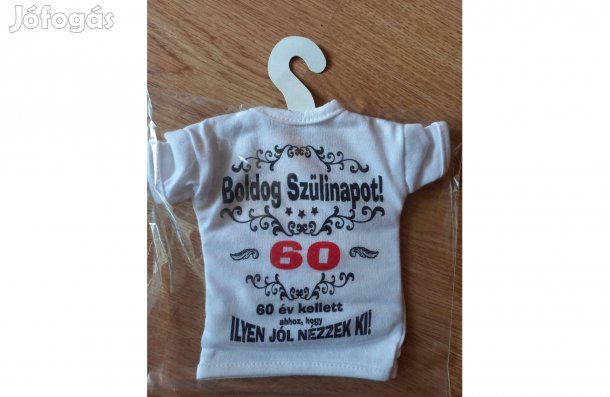 Jófogás
Boldog Szülinapot!
60
60 év kellett
ahhoz, hogy
ILYEN JÓL NÉZZEK KI!